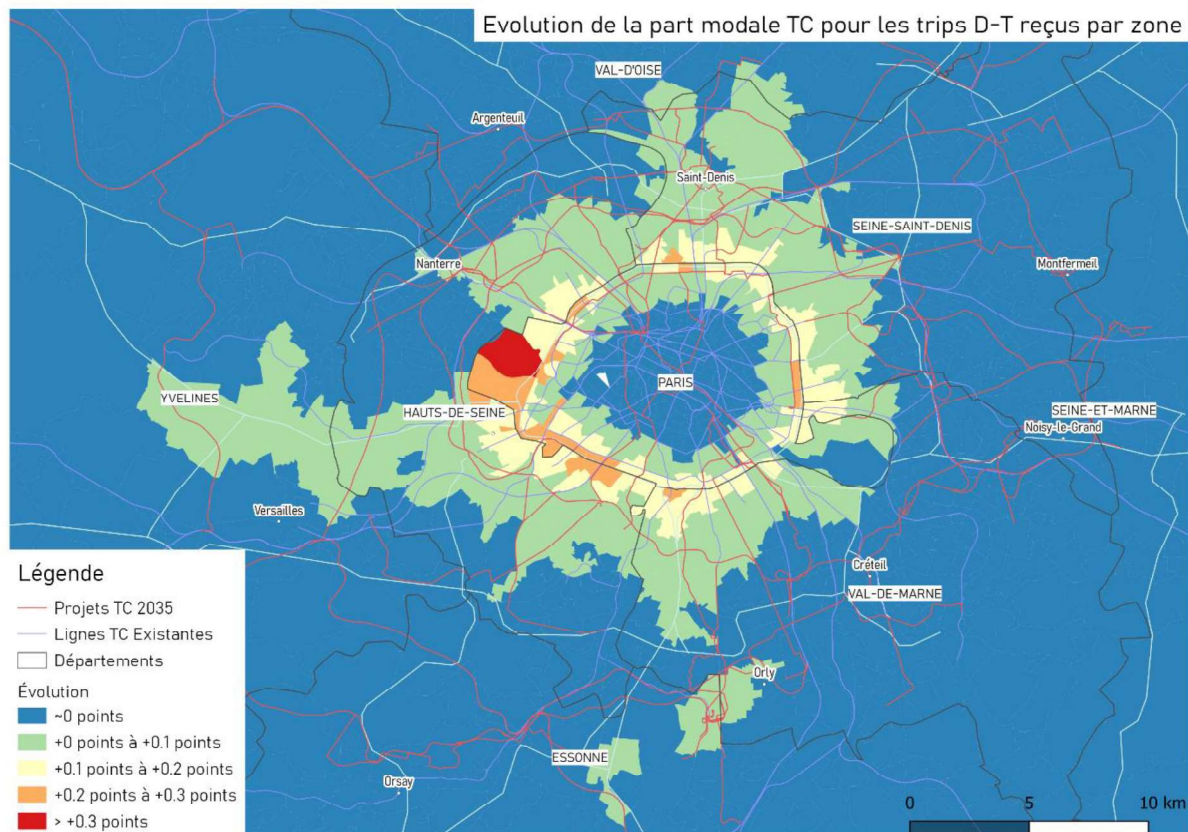 Evolution de la part modale TC pour les trips D-T reçus par zone
VAL-D'OISE
Argenteuil
Saint-Denis
SEINE-SAINT-DENIS
Nanterre
Montfermeil
PARIS
YVELINES
HAUTS-DE-SEINE
SEINE-ET-MARNE
Noisy-le-Grand
Versailles
Créteil
VAL-DE-MARNE
Orly
ESSONNE
Orsay
Légende
Projets TC 2035
Lignes TC Existantes
Départements
Évolution
~0 points
+0 points à +0.1 points
+0.1 points à +0.2 points
+0.2 points à +0.3 points
> +0.3 points
0 5 10 km